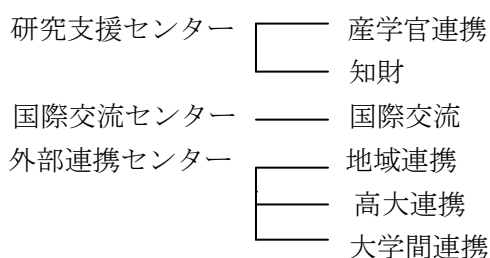 研究支援センター 産学官連携
知財
国際交流センター 国際交流
外部連携センター 地域連携
高大連携
大学間連携